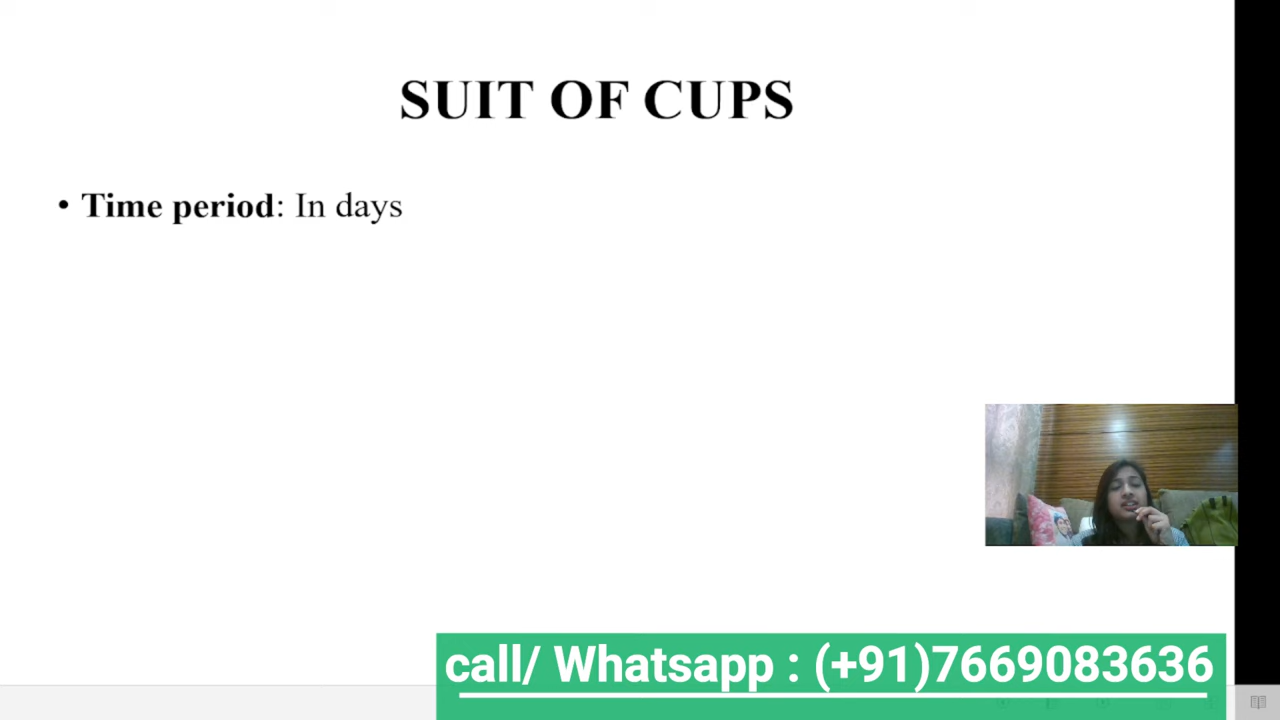 SUIT OF CUPS
• Time period: In days
call/ Whatsapp : (+91)7669083636